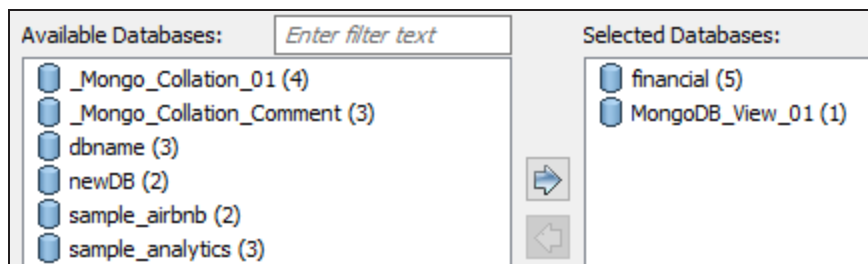 Available Databases:
Enter filter text
_Mongo_Collation_01 (4)
_Mongo_Collation_Comment (3)
dbname (3)
newDB (2)
sample_airbnb (2)
sample_analytics (3)
Selected Databases:
financial (5)
MongoDB_View_01 (1)